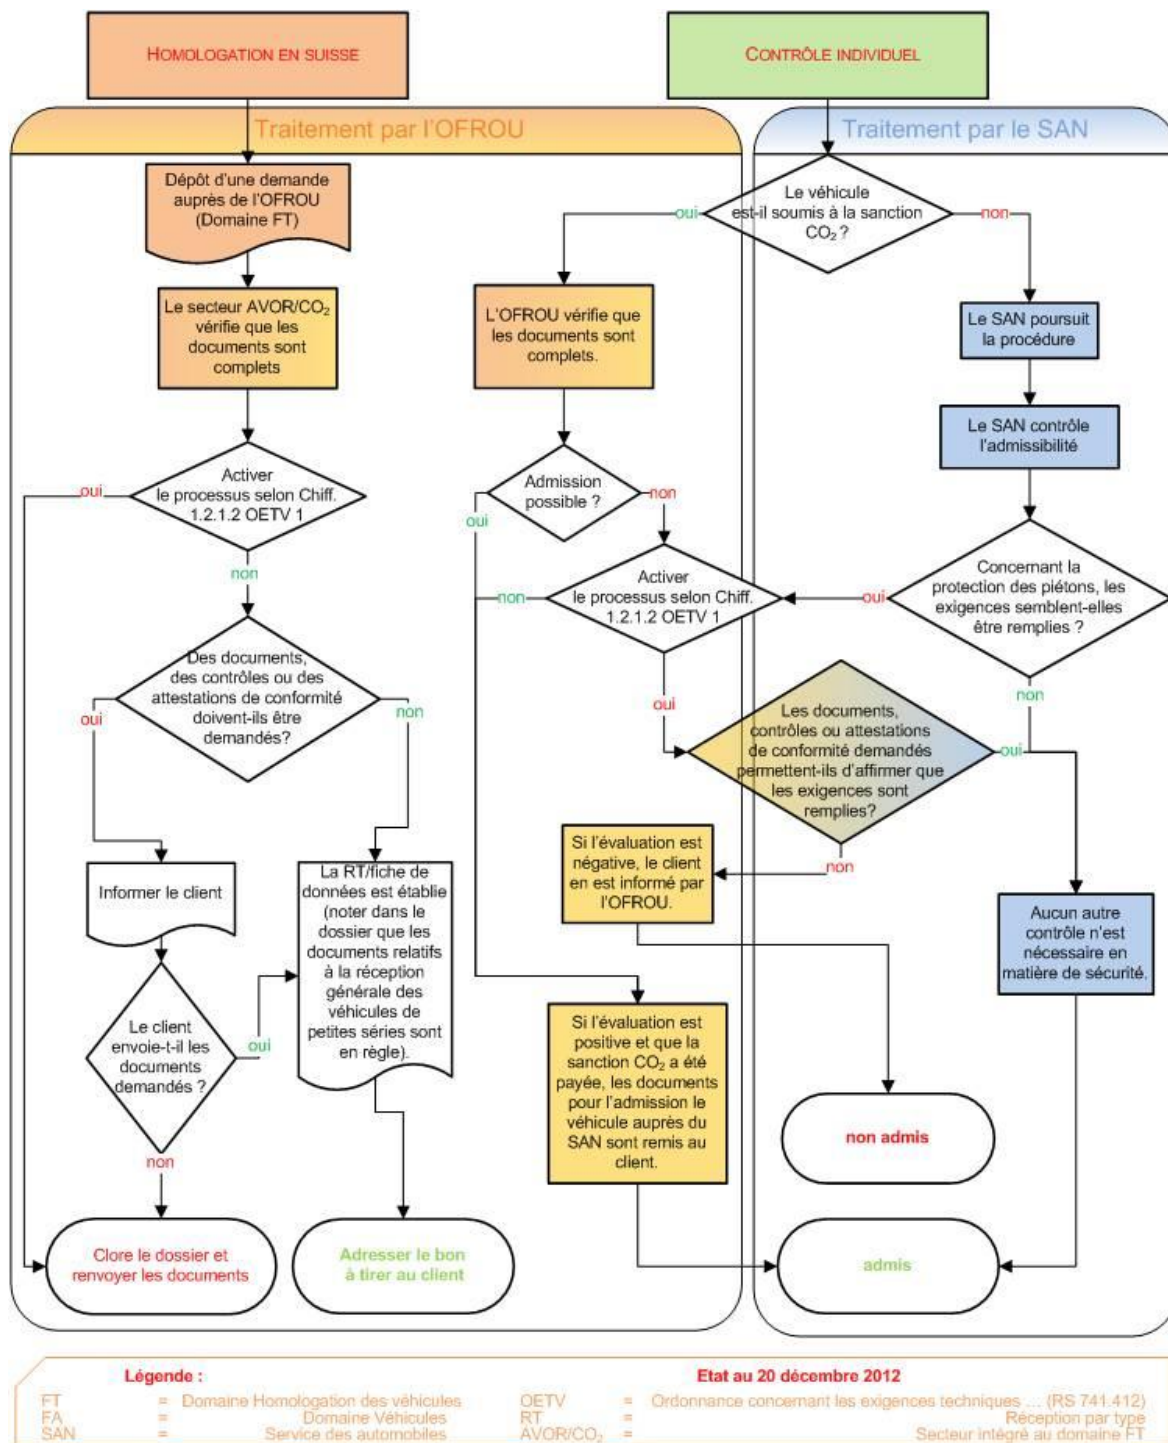 HOMOLOGATION EN SUISSE
CONTRÔLE INDIVIDUEL
Traitement par l'OFROU
Traitement par le SAN
Dépôt d'une demande
auprès de l'OFROU
(Domaine FT)
Le véhicule
est-il soumis à la sanction
CO₂ ?
oui
non
Le secteur AVOR/CO₂
vérifie que les
documents sont
complets
L'OFROU vérifie que
les documents sont
complets.
Le SAN poursuit
la procédure
Le SAN contrôle
l'admissibilité
Activer
le processus selon Chiff.
1.2.1.2 OETV 1
oui
non
Admission
possible ?
non
oui
Activer
le processus selon Chiff.
1.2.1.2 OETV 1
non
oui
Concernant la
protection des piétons, les
exigences semblent-elles
être remplies ?
oui
non
Des documents,
des contrôles ou des
attestations de conformité
doivent-ils être
demandés?
oui
non
Les documents,
contrôles ou attestations
de conformité demandés
permettent-ils d'affirmer que
les exigences sont
remplies?
oui
non
Informer le client
La RT/fiche de
données est établie
(noter dans le
dossier que les
documents relatifs
à la réception
générale des
véhicules de
petites séries sont
en règle).
Si l'évaluation est
négative, le client
en est informé par
l'OFROU.
Aucun autre
contrôle n'est
nécessaire en
matière de sécurité.
Le client
envoie-t-il les
documents
demandés ?
oui
non
Si l'évaluation est
positive et que la
sanction CO₂ a été
payée, les documents
pour l'admission le
véhicule auprès du
SAN sont remis au
client.
non admis
Clore le dossier et
renvoyer les documents
Adresser le bon
à tirer au client
admis
Légende :
Etat au 20 décembre 2012
FT = Domaine Homologation des véhicules OETV = Ordonnance concernant les exigences techniques ... (RS 741.412)
FA = Domaine Véhicules RT = Réception par type
SAN = Service des automobiles AVOR/CO₂ = Secteur intégré au domaine FT